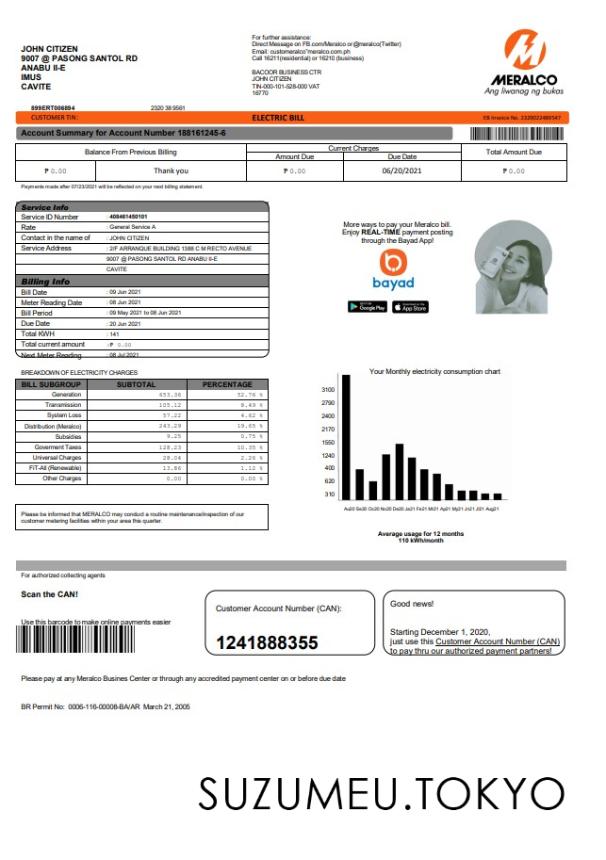 JOHN CITIZEN
9007 @ PASONG SANTOL RD
ANABU II-E
IMUS
CAVITE
For further assistance:
Direct Message on FB.com/Meralco or@meralco(Twitter)
Email: customeralco"meralco.com.ph
Call 16211(residential) or 16210 (business)
BACOOR BUSINESS CTR
JOHN CITIZEN
TIN-000-101-528-000 VAT
16770
MERALCO
Ang liwanag ng bukas
899ERT006894 2320 389561
CUSTOMER TIN: ELECTRIC BILL EB Invoice No. 2320022480547
Account Summary for Account Number 188161245-6
Balance From Previous Billing Current Charges Total Amount Due
Amount Due Due Date
₱ 0.00 Thank you ₱ 0.00 06/20/2021 ₱ 0.00
Payments made after 07/23/2021 will be reflected on your next billing statement.
Service Info
Service ID Number : 408461450101
Rate : General Service A
Contact in the name of : JOHN CITIZEN
Service Address : 2/F ARRANQUE BUILDING 1388 C M RECTO AVENUE
9007 @ PASONG SANTOL RD ANABU II-E
CAVITE
Billing Info
Bill Date : 09 Jun 2021
Meter Reading Date : 08 Jun 2021
Bill Period : 09 May 2021 to 08 Jun 2021
Due Date : 20 Jun 2021
Total KWH : 141
Total current amount : ₱ 0.00
Next Meter Reading : 08 Jul 2021
More ways to pay your Meralco bill.
Enjoy REAL-TIME payment posting
through the Bayad App!
bayad
Google Play App Store
BREAKDOWN OF ELECTRICITY CHARGES
BILL SUBGROUP SUBTOTAL PERCENTAGE
Generation 653.36 52.76 %
Transmission 105.12 8.49 %
System Loss 57.22 4.62 %
Distribution (Meralco) 243.29 19.65 %
Subsidies 9.25 0.75 %
Goverment Taxes 128.23 10.35 %
Universal Charges 28.04 2.26 %
FiT-All (Renewable) 13.86 1.12 %
Other Charges 0.00 0.00 %
Your Monthly electricity consumption chart
3100
2790
2400
2170
1550
1240
400
620
310
Au20 Se20 Oc20 No20 De20 Ja21 Fe21 Mt21 Ap21 My21 Jn21 Jl21 Aug21
Average usage for 12 months
110 kWh/month
Please be informed that MERALCO may conduct a routine maintenance/inspection of our
customer metering facilities within your area this quarter.
For authorized collecting agents
Scan the CAN!
Use this barcode to make online payments easier
Customer Account Number (CAN):
1241888355
Good news!
Starting December 1, 2020,
just use this Customer Account Number (CAN)
to pay thru our authorized payment partners!
Please pay at any Meralco Busines Center or through any accredited payment center on or before due date
BR Permit No: 0006-116-00008-BA/AR March 21, 2005
SUZUMEU.TOKYO